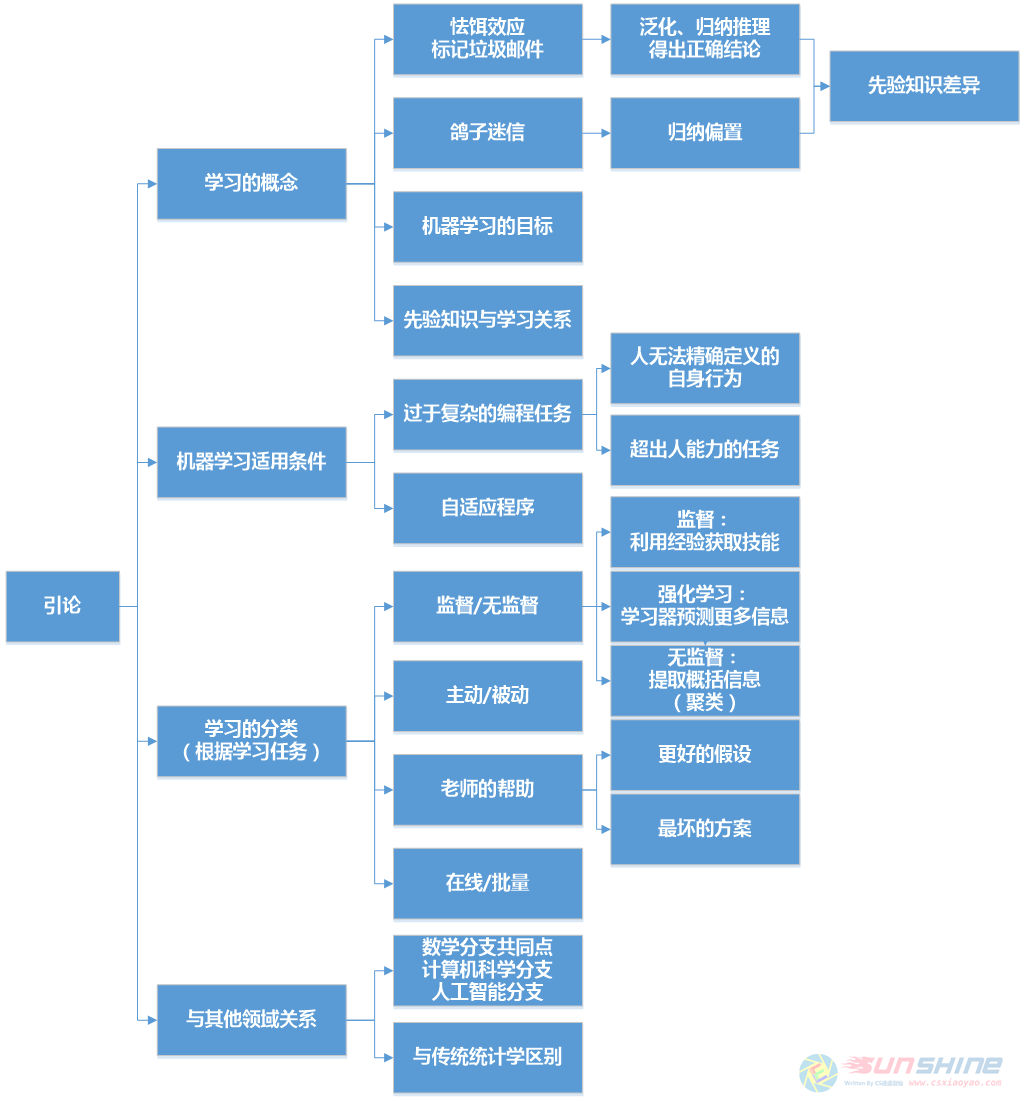 怯饵效应
标记垃圾邮件
泛化、归纳推理
得出正确结论
先验知识差异
鸽子迷信
归纳偏置
学习的概念
机器学习的目标
先验知识与学习关系
人无法精确定义的
自身行为
过于复杂的编程任务
超出人能力的任务
机器学习适用条件
自适应程序
监督：
利用经验获取技能
引论
监督/无监督
强化学习：
学习器预测更多信息
无监督：
提取概括信息
（聚类）
主动/被动
学习的分类
（根据学习任务）
更好的假设
老师的帮助
最坏的方案
在线/批量
数学分支共同点
计算机科学分支
人工智能分支
与其他领域关系
与传统统计学区别
SUNSHINE
Written By CS逍遥剑仙 www.csxiaoyao.com